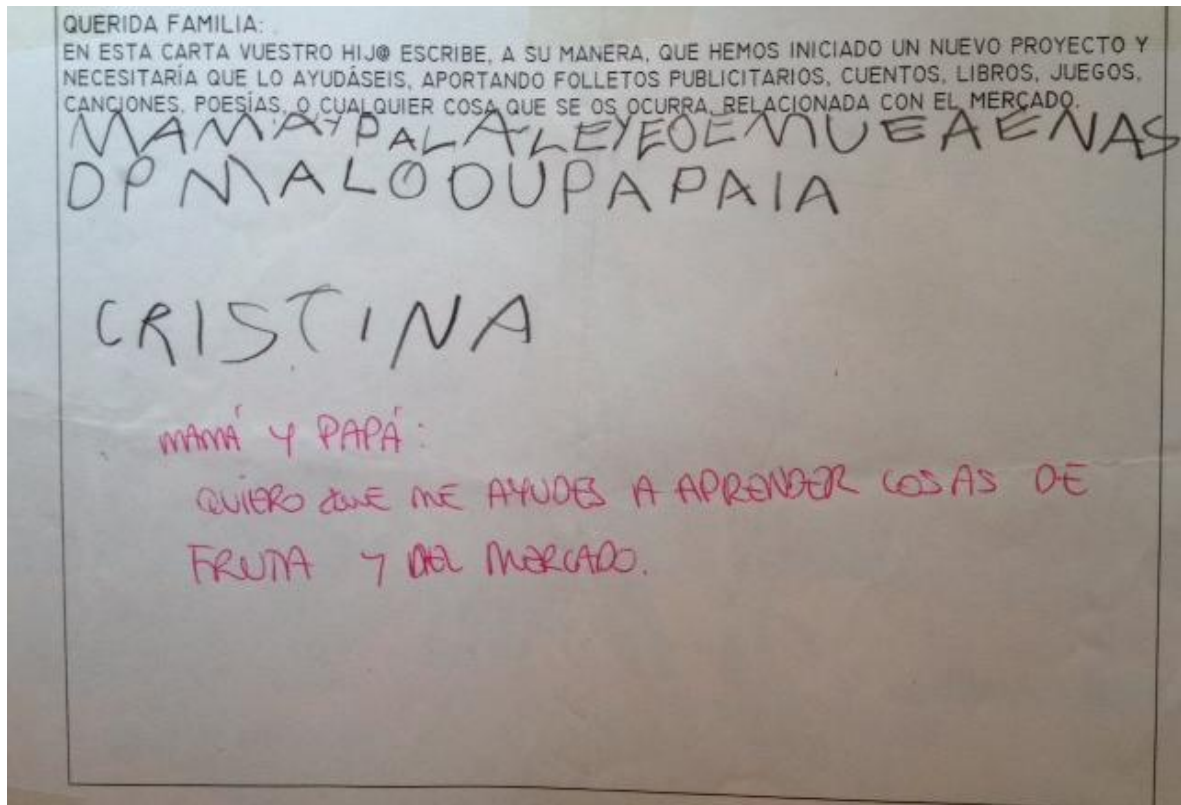 QUERIDA FAMILIA:
EN ESTA CARTA VUESTRO HIJ@ ESCRIBE, A SU MANERA, QUE HEMOS INICIADO UN NUEVO PROYECTO Y
NECESITARÍA QUE LO AYUDÁSEIS, APORTANDO FOLLETOS PUBLICITARIOS, CUENTOS, LIBROS, JUEGOS,
CANCIONES, POESÍAS, O CUALQUIER COSA QUE SE OS OCURRA, RELACIONADA CON EL MERCADO.
MAMAYPALALEYEOEMUEAENAS
OPMALOOUPAPAIA
CRISTINA
MAMÁ Y PAPÁ:
QUIERO QUE ME AYUDES A APRENDER COSAS DE
FRUTA Y DEL MERCADO.